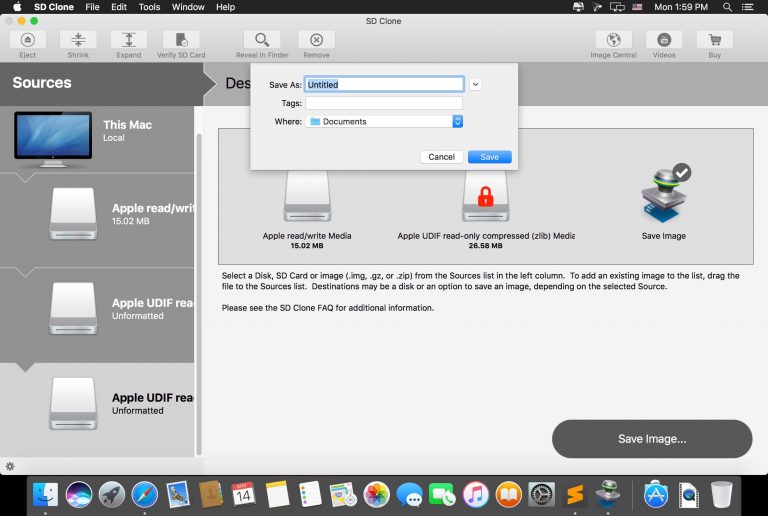 SD Clone File Edit Tools Window Help Mon 1:59 PM
SD Clone
Eject Shrink Expand Verify SD Card Reveal In Finder Remove Image Central Videos Buy
Sources
Des
Save As: Untitled
Tags:
Where: Documents
Cancel Save
This Mac
Local
Apple read/writ
15.02 MB
Apple UDIF rea
Unformatted
Apple UDIF rea
Unformatted
Apple read/write Media
15.02 MB
Apple UDIF read-only compressed (zlib) Media
26.58 MB
Save Image
Select a Disk, SD Card or image (.img, .gz, or .zip) from the Sources list in the left column. To add an existing image to the list, drag the
file to the Sources list. Destinations may be a disk or an option to save an image, depending on the selected Source.
Please see the SD Clone FAQ for additional information.
Save Image...
MAY
14